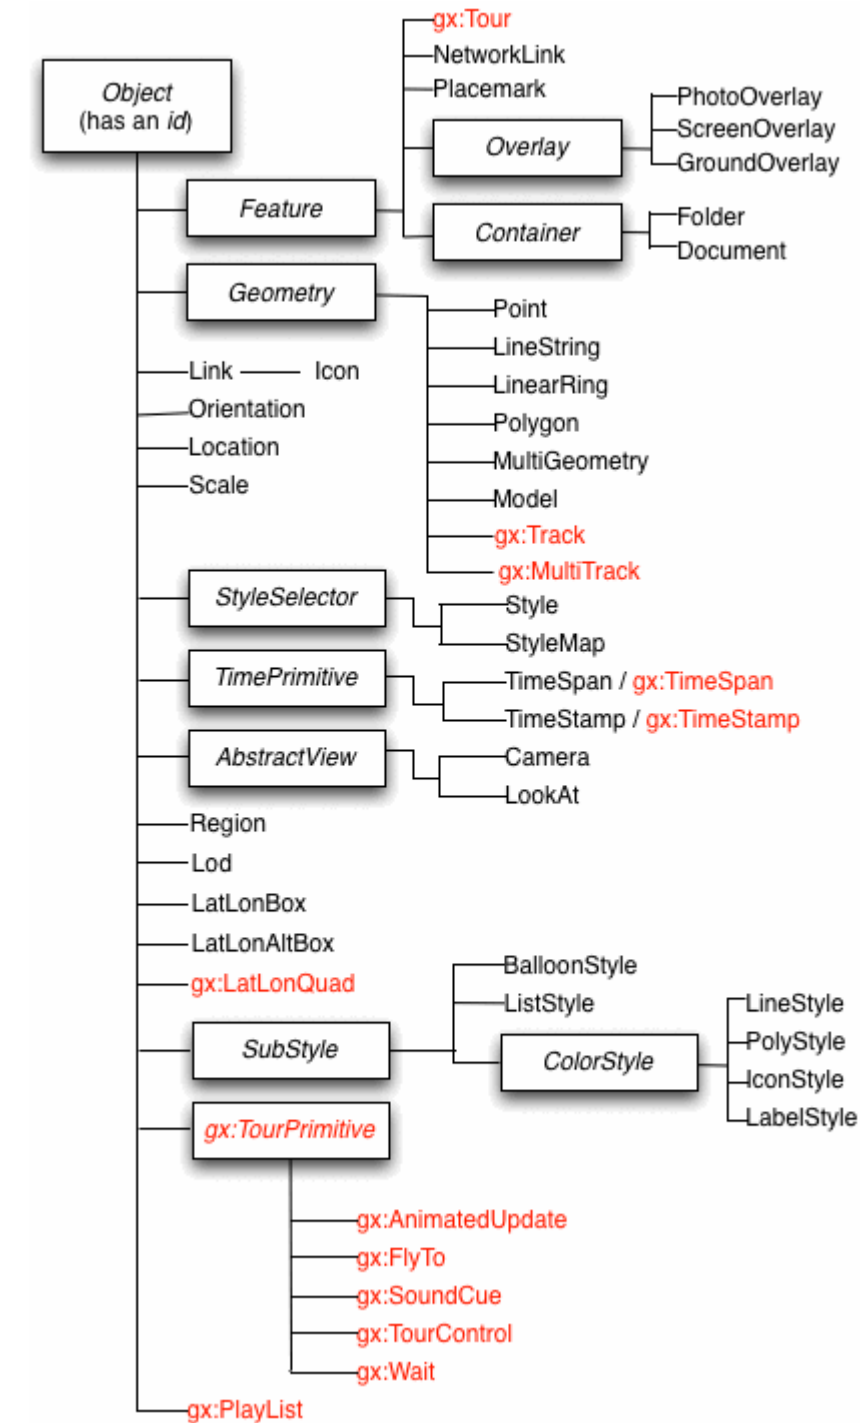 gx:Tour
NetworkLink
Object
(has an id)
Placemark
PhotoOverlay
Overlay
ScreenOverlay
GroundOverlay
Feature
Folder
Container
Document
Geometry
Point
LineString
Link
Icon
LinearRing
Orientation
Polygon
Location
MultiGeometry
Scale
Model
gx:Track
gx:MultiTrack
StyleSelector
Style
StyleMap
TimePrimitive
TimeSpan / gx:TimeSpan
TimeStamp / gx:TimeStamp
AbstractView
Camera
LookAt
Region
Lod
LatLonBox
LatLonAltBox
gx:LatLonQuad
BalloonStyle
ListStyle
LineStyle
SubStyle
PolyStyle
ColorStyle
IconStyle
LabelStyle
gx:TourPrimitive
gx:AnimatedUpdate
gx:FlyTo
gx:SoundCue
gx:TourControl
gx:Wait
gx:PlayList